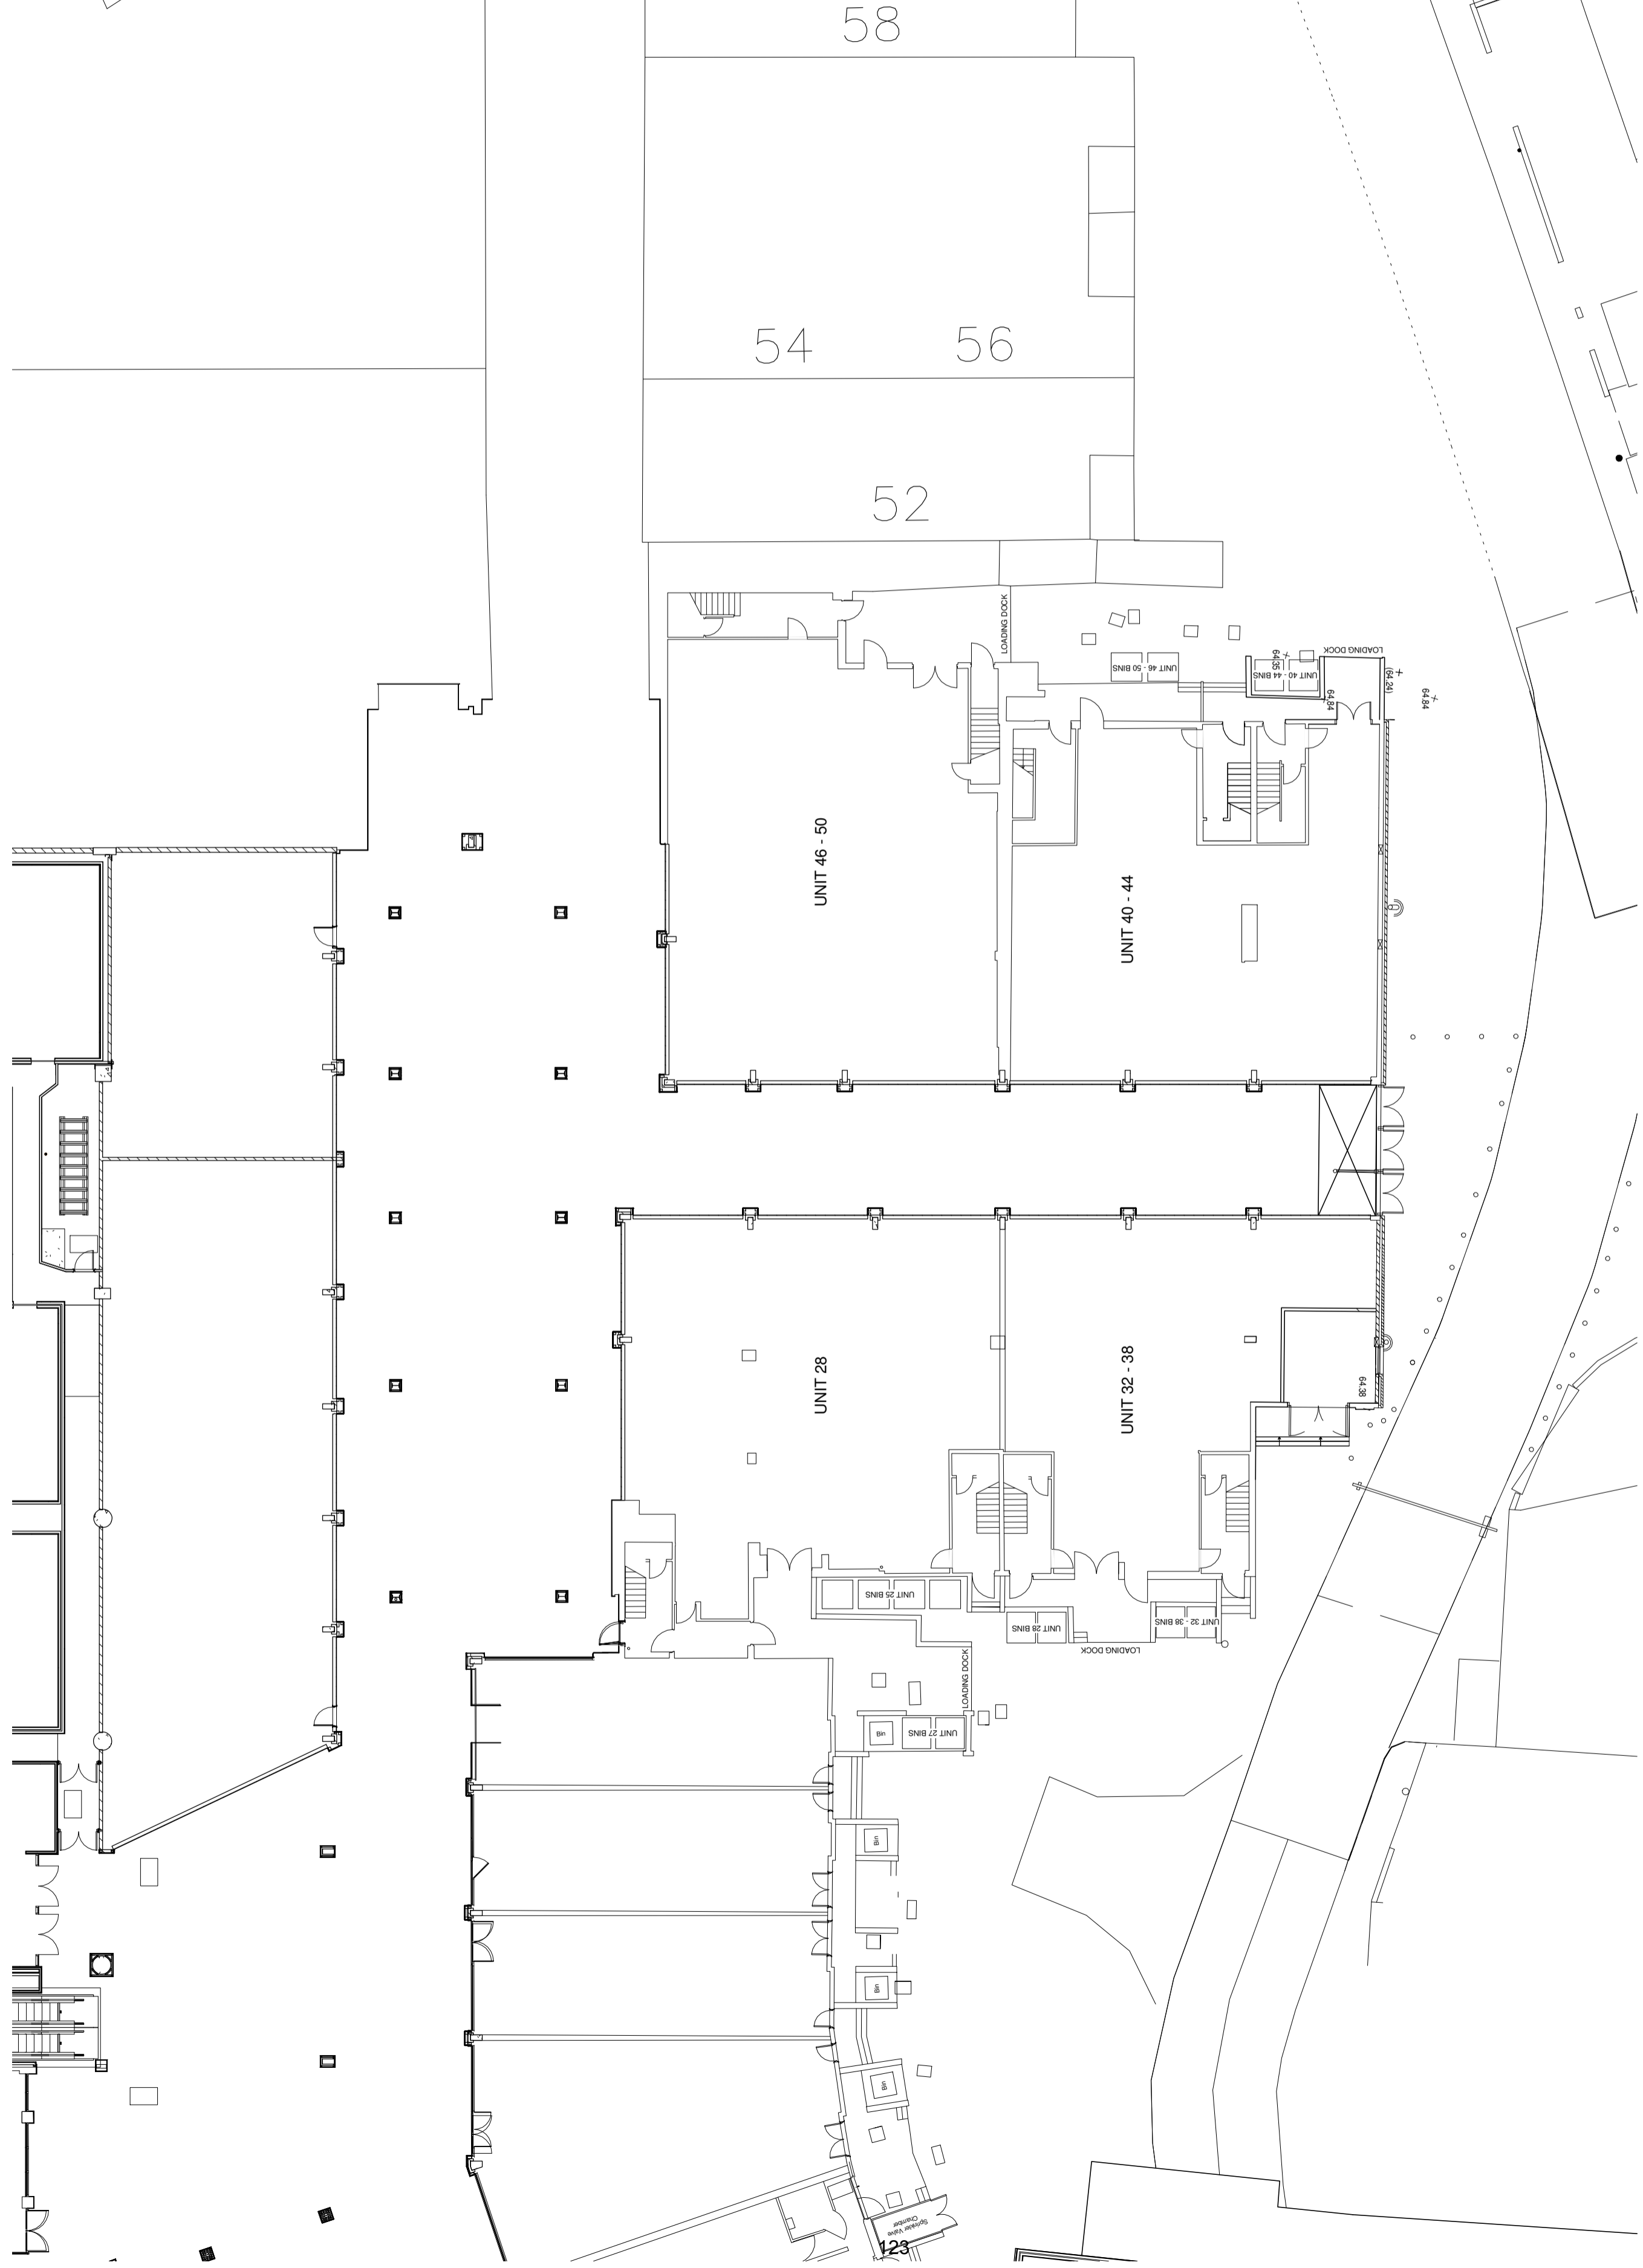 58
54
56
52
LOADING DOCK
UNIT 46 - 50 BINS
64.35
UNIT 40 - 44 BINS
LOADING DOCK
(64.24)
64.84
64.84
UNIT 46 - 50
UNIT 40 - 44
UNIT 28
UNIT 32 - 38
64.38
UNIT 25 BINS
UNIT 28 BINS
UNIT 32 - 38 BINS
LOADING DOCK
LOADING DOCK
Bin
UNIT 27 BINS
Bin
Bin
Bin
Sprinkler Valve
Chamber
123